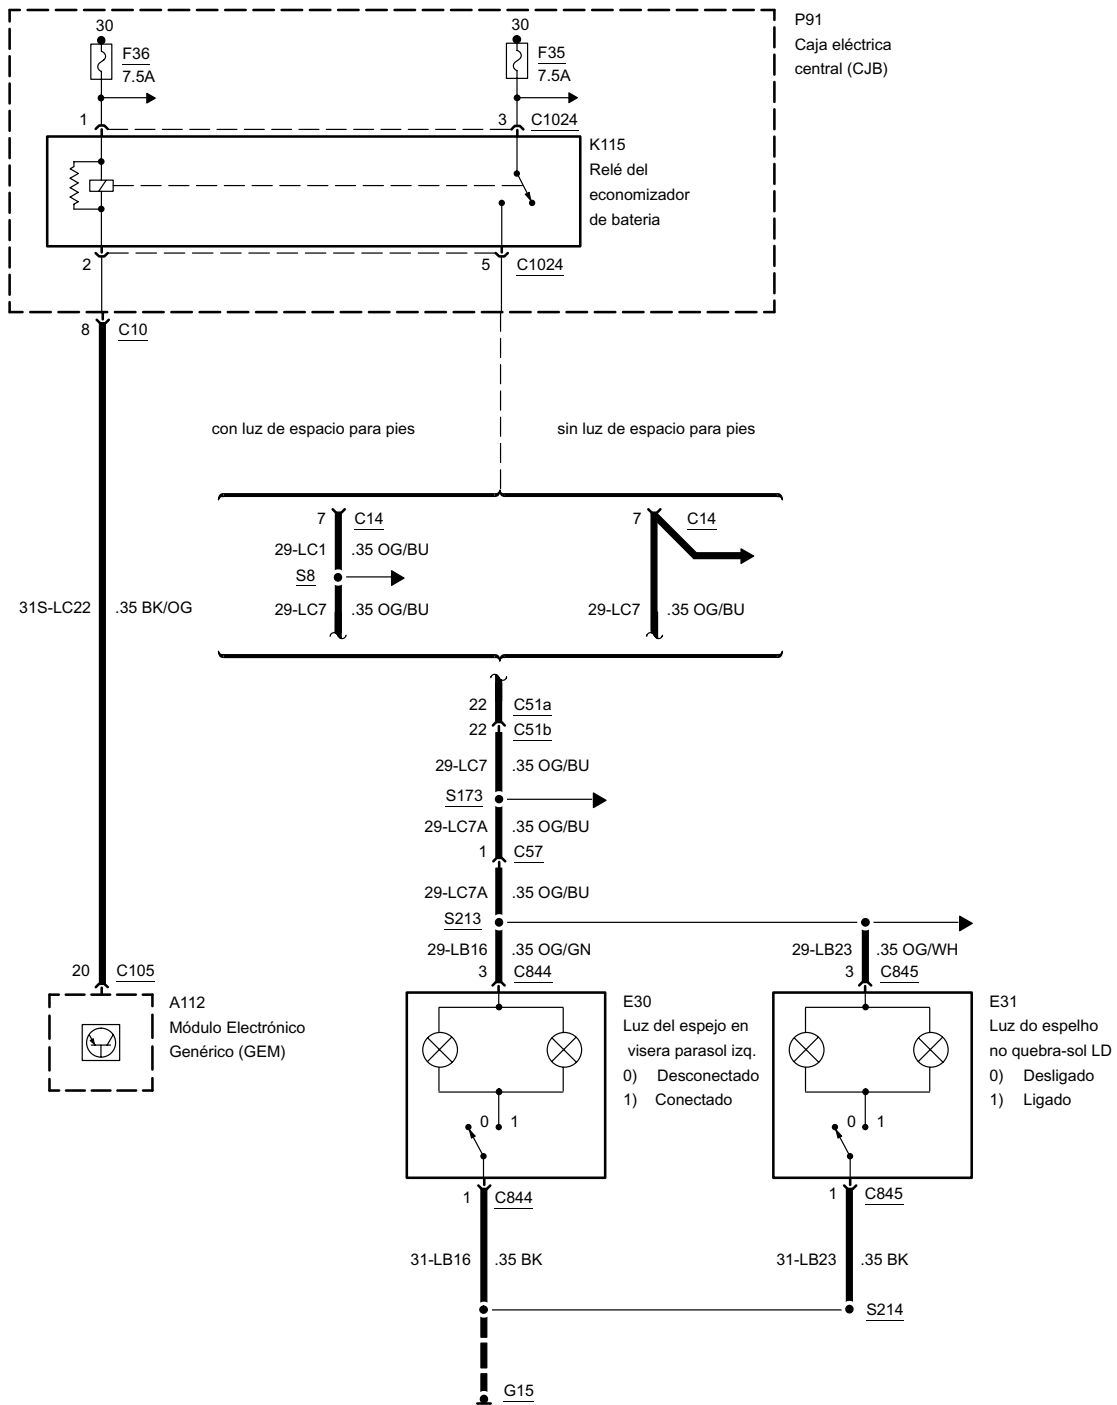 30
30
P91
Caja eléctrica
central (CJB)
F36
7.5A
F35
7.5A
1
3
C1024
K115
Relé del
economizador
de bateria
2
5
C1024
8
C10
con luz de espacio para pies
sin luz de espacio para pies
7
C14
7
C14
29-LC1
.35 OG/BU
S8
29-LC7
.35 OG/BU
29-LC7
.35 OG/BU
31S-LC22
.35 BK/OG
22
C51a
22
C51b
29-LC7
.35 OG/BU
S173
29-LC7A
.35 OG/BU
1
C57
29-LC7A
.35 OG/BU
S213
29-LB16
.35 OG/GN
29-LB23
.35 OG/WH
3
C844
3
C845
20
C105
A112
Módulo Electrónico
Genérico (GEM)
E30
Luz del espejo en
visera parasol izq.
0) Desconectado
1) Conectado
E31
Luz do espelho
no quebra-sol LD
0) Desligado
1) Ligado
0
1
0
1
1
C844
1
C845
31-LB16
.35 BK
31-LB23
.35 BK
S214
G15